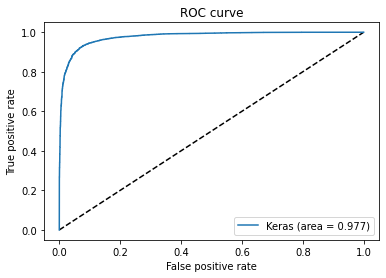 ROC curve
True positive rate
1.0
0.8
0.6
0.4
0.2
0.0
Keras (area = 0.977)
0.0 0.2 0.4 0.6 0.8 1.0
False positive rate